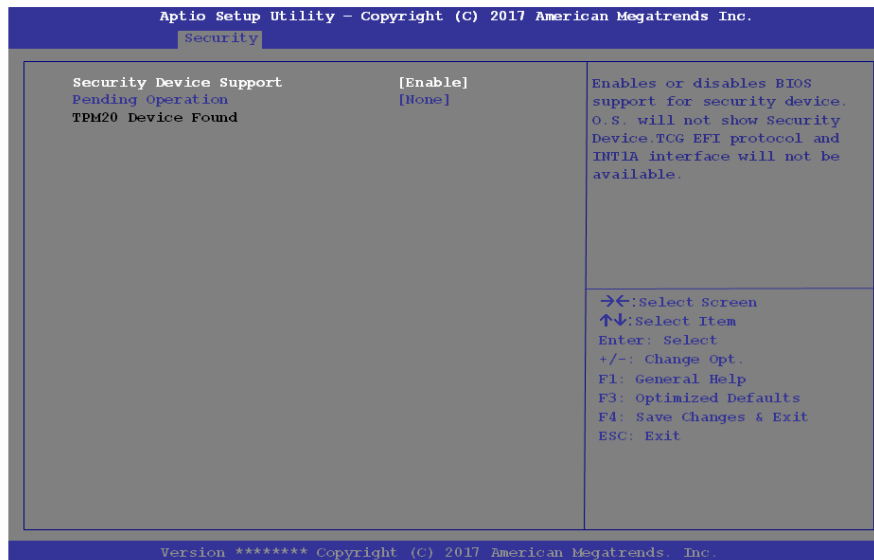 Aptio Setup Utility – Copyright (C) 2017 American Megatrends Inc.
Security
Security Device Support [Enable]
Pending Operation [None]
TPM20 Device Found
Enables or disables BIOS
support for security device.
O.S. will not show Security
Device.TCG EFI protocol and
INT1A interface will not be
available.
→←:Select Screen
↑↓:Select Item
Enter: Select
+/-: Change Opt.
F1: General Help
F3: Optimized Defaults
F4: Save Changes & Exit
ESC: Exit
Version ******** Copyright (C) 2017 American Megatrends. Inc.